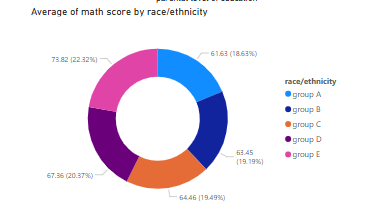 Average of math score by race/ethnicity
61.63 (18.63%)
73.82 (22.32%)
race/ethnicity
group A
group B
group C
group D
group E
63.45
(19.19%)
67.36 (20.37%)
64.46 (19.49%)